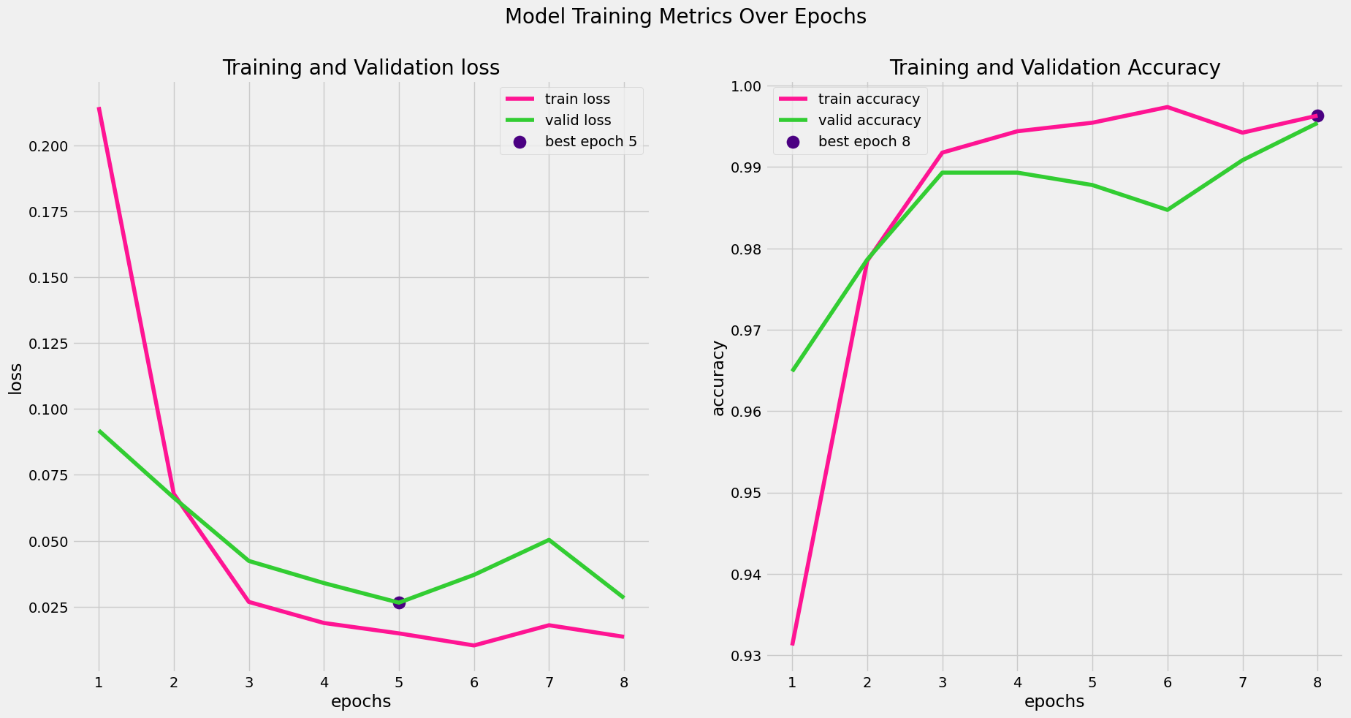 Model Training Metrics Over Epochs
Training and Validation loss
train loss
valid loss
best epoch 5
0.200
0.175
0.150
0.125
0.100
0.075
0.050
0.025
loss
1 2 3 4 5 6 7 8
epochs
Training and Validation Accuracy
train accuracy
valid accuracy
best epoch 8
1.00
0.99
0.98
0.97
0.96
0.95
0.94
0.93
accuracy
1 2 3 4 5 6 7 8
epochs